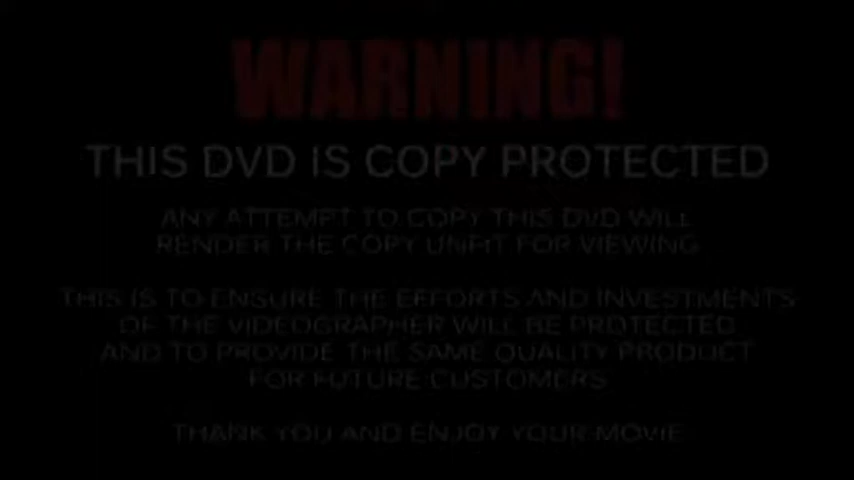 WARNING!
THIS DVD IS COPY PROTECTED
ANY ATTEMPT TO COPY THIS DVD WILL
RENDER THE COPY UNFIT FOR VIEWING
THIS IS TO ENSURE THE EFFORTS AND INVESTMENTS
OF THE VIDEOGRAPHER WILL BE PROTECTED
AND TO PROVIDE THE SAME QUALITY PRODUCT
FOR FUTURE CUSTOMERS
THANK YOU AND ENJOY YOUR MOVIE